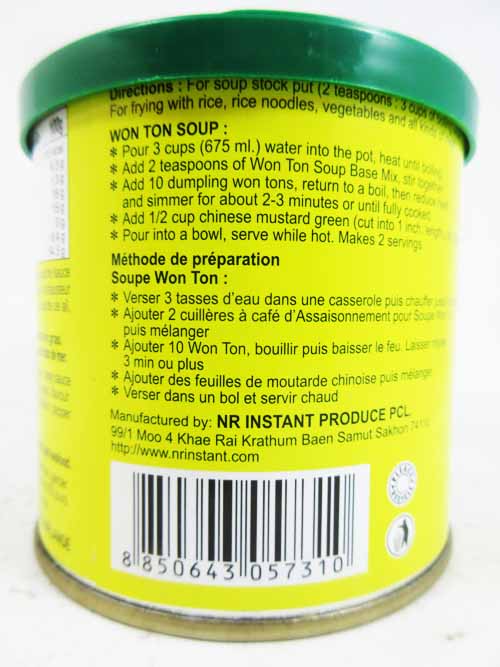 Directions : For soup stock put (2 teaspoons : 3 cups of
For frying with rice, rice noodles, vegetables and all kinds of
WON TON SOUP :
* Pour 3 cups (675 ml.) water into the pot, heat until boiling
* Add 2 teaspoons of Won Ton Soup Base Mix, stir together
* Add 10 dumpling won tons, return to a boil, then reduce heat
and simmer for about 2-3 minutes or until fully cooked
* Add 1/2 cup chinese mustard green (cut into 1 inch. length)
* Pour into a bowl, serve while hot. Makes 2 servings
Méthode de préparation
Soupe Won Ton :
* Verser 3 tasses d'eau dans une casserole puis chauffer
* Ajouter 2 cuillères à café d'Assaisonnement pour Soupe Won
puis mélanger
* Ajouter 10 Won Ton, bouillir puis baisser le feu. Laisser
3 min ou plus
* Ajouter des feuilles de moutarde chinoise puis mélanger
* Verser dans un bol et servir chaud
Manufactured by: NR INSTANT PRODUCE PCL.
99/1 Moo 4 Khae Rai Krathum Baen Samut Sakhon 74110
http://www.nrinstant.com
8 850643 057310